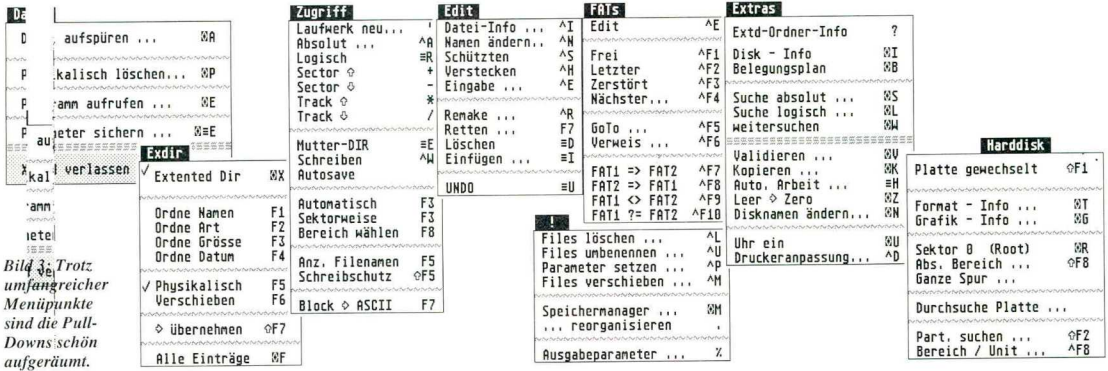 Da
aufspüren ... ⊠A
kalisch löschen... ⊠P
amm aufrufen ... ⊠E
meter sichern ... ⊠≡E
verlassen
Exdir
✓ Extented Dir ⊠X
Ordne Namen F1
Ordne Art F2
Ordne Grösse F3
Ordne Datum F4
✓ Physikalisch F5
Verschieben F6
◊ übernehmen ⇧F7
Alle Einträge ⊠F
Bild 3: Trotz
umfangreicher
Menüpunkte
sind die Pull-
Downs schön
aufgeräumt.
Zugriff
Laufwerk neu... '
Absolut ... ^A
Logisch ≡R
Sector ⇧ +
Sector ⇩ -
Track ⇧ *
Track ⇩ /
Mutter-DIR ≡E
Schreiben ^W
Autosave
Automatisch F3
Sektorweise F3
Bereich wählen F8
Anz. Filenamen F5
Schreibschutz ⇧F5
Block ◊ ASCII F7
Edit
Datei-Info ... ^I
Namen ändern.. ^N
Schützten ^S
Verstecken ^H
Eingabe ... ^E
Remake ... ^R
Retten ... F7
Löschen ≡D
Einfügen ... ≡I
UNDO ≡U
FATs
Edit ^E
Frei ^F1
Letzter ^F2
Zerstört ^F3
Nächster... ^F4
GoTo ... ^F5
Verweis ... ^F6
FAT1 => FAT2 ^F7
FAT2 => FAT1 ^F8
FAT1 <> FAT2 ^F9
FAT1 ?= FAT2 ^F10
!
Files löschen ... ^L
Files umbenennen ... ^U
Parameter setzen ... ^P
Files verschieben ... ^M
Speichermanager ... ⊠M
... reorganisieren .
Ausgabeparameter ... %
Extras
Extd-Ordner-Info ?
Disk - Info ⊠I
Belegungsplan ⊠B
Suche absolut ... ⊠S
Suche logisch ... ⊠L
weitersuchen ⊠W
Validieren ... ⊠V
Kopieren ... ⊠K
Auto. Arbeit ... ≡H
Leer ◊ Zero ⊠Z
Disknamen ändern... ⊠N
Uhr ein ⊠U
Druckeranpassung... ^D
Harddisk
Platte gewechselt ⇧F1
Format - Info ... ⊠T
Grafik - Info ... ⊠G
Sektor 0 (Root) ⊠R
Abs. Bereich ... ⇧F8
Ganze Spur ...
Durchsuche Platte ...
Part. suchen ... ⇧F2
Bereich / Unit ... ^F8